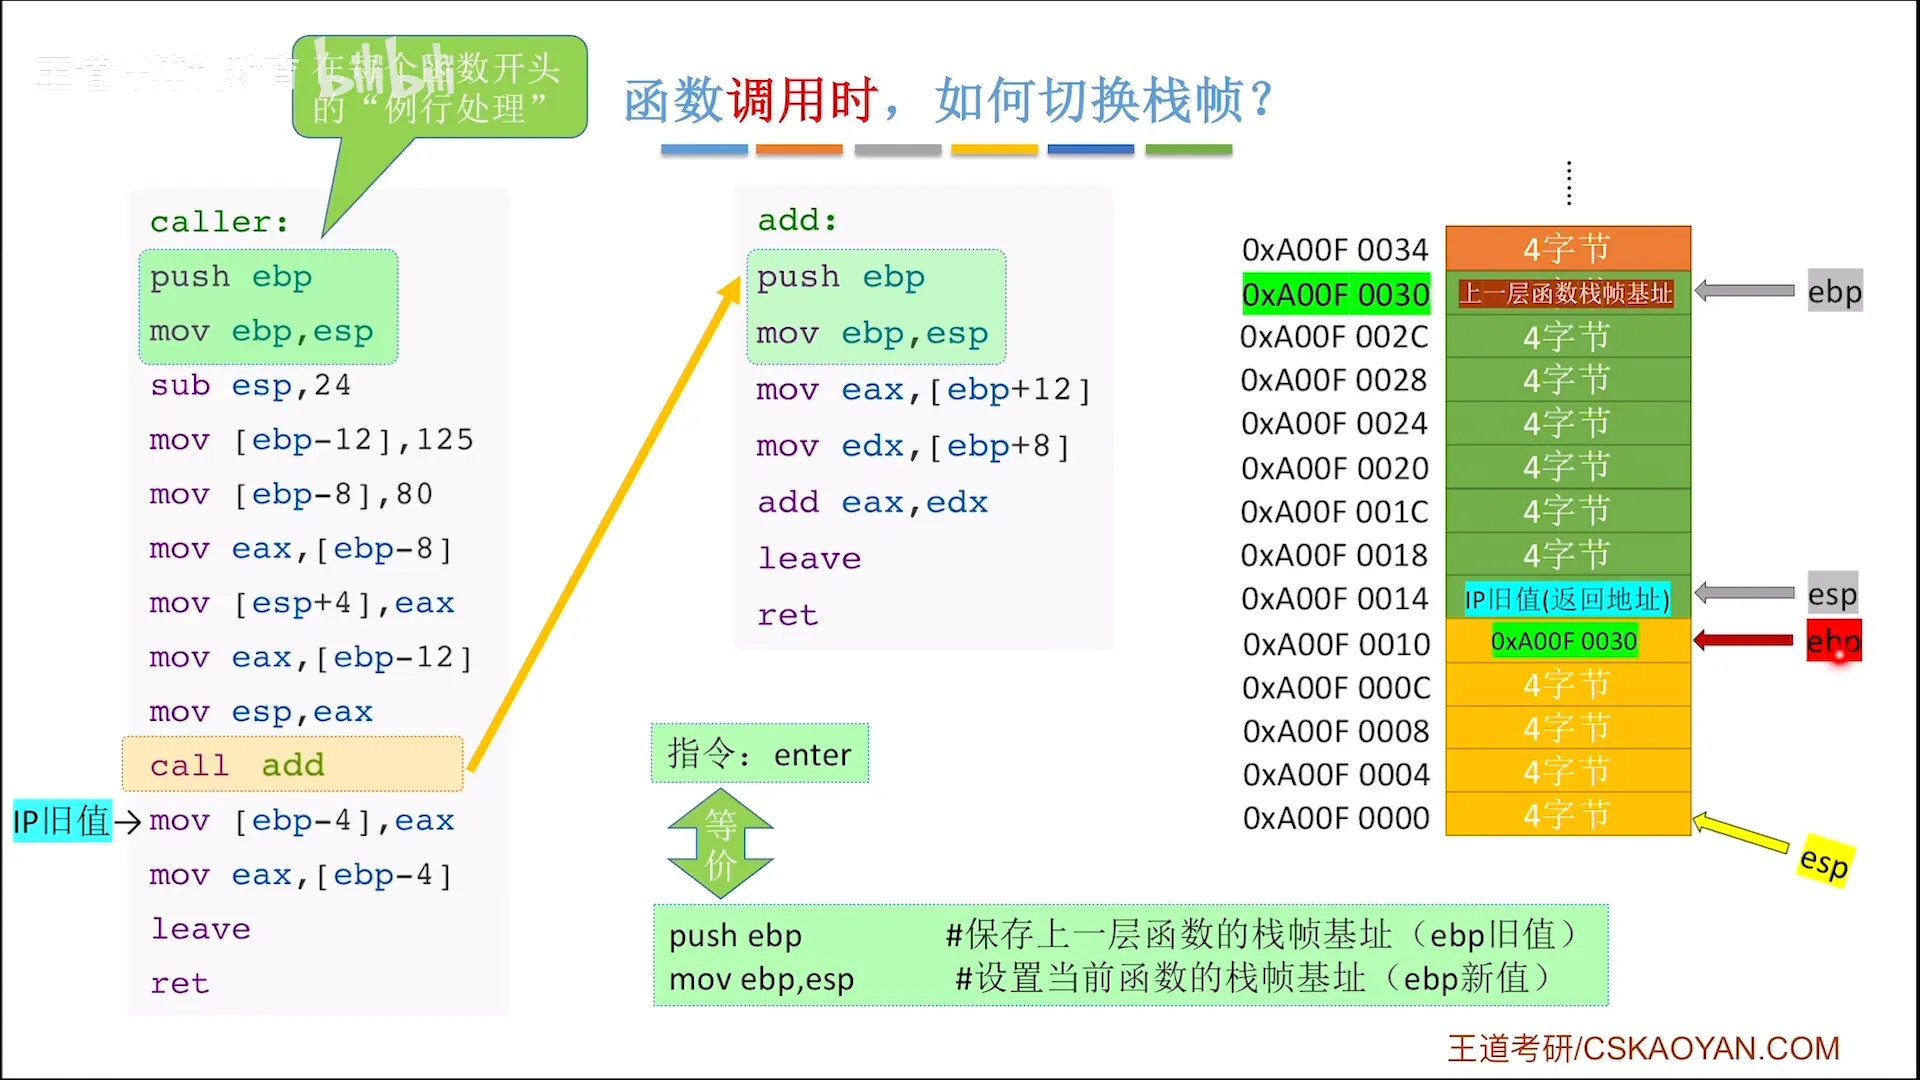 在每个函数开头
的“例行处理”
bilibili
函数调用时，如何切换栈帧？
caller:
push ebp
mov ebp,esp
sub esp,24
mov [ebp-12],125
mov [ebp-8],80
mov eax,[ebp-8]
mov [esp+4],eax
mov eax,[ebp-12]
mov esp,eax
call add
IP旧值→mov [ebp-4],eax
mov eax,[ebp-4]
leave
ret
add:
push ebp
mov ebp,esp
mov eax,[ebp+12]
mov edx,[ebp+8]
add eax,edx
leave
ret
指令：enter
等
价
push ebp #保存上一层函数的栈帧基址（ebp旧值）
mov ebp,esp #设置当前函数的栈帧基址（ebp新值）
0xA00F 0034 4字节
0xA00F 0030 上一层函数栈帧基址 ebp
0xA00F 002C 4字节
0xA00F 0028 4字节
0xA00F 0024 4字节
0xA00F 0020 4字节
0xA00F 001C 4字节
0xA00F 0018 4字节
0xA00F 0014 IP旧值(返回地址) esp
0xA00F 0010 0xA00F 0030 ebp
0xA00F 000C 4字节
0xA00F 0008 4字节
0xA00F 0004 4字节
0xA00F 0000 4字节
esp
王道考研/CSKAOYAN.COM